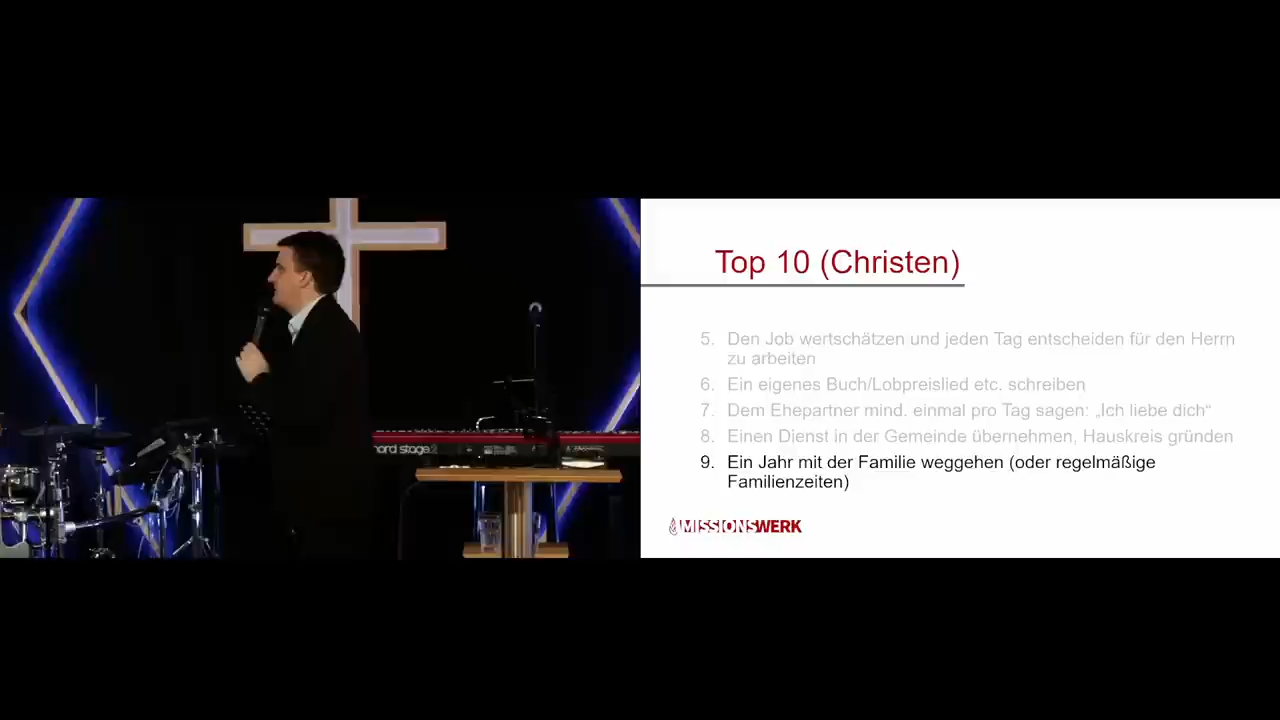 Top 10 (Christen)
5. Den Job wertschätzen und jeden Tag entscheiden für den Herrn
zu arbeiten
6. Ein eigenes Buch/Lobpreislied etc. schreiben
7. Dem Ehepartner mind. einmal pro Tag sagen: „Ich liebe dich“
8. Einen Dienst in der Gemeinde übernehmen, Hauskreis gründen
9. Ein Jahr mit der Familie weggehen (oder regelmäßige
Familienzeiten)
MISSIONSWERK
nord stage 2